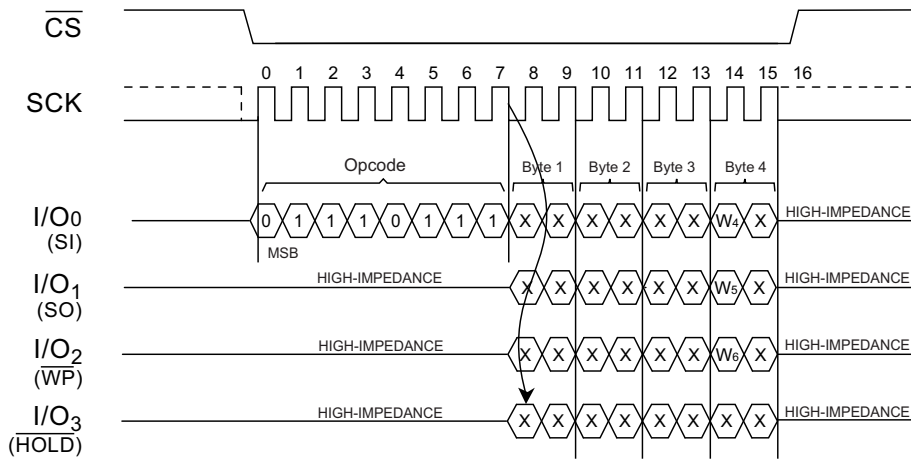 CS
0 1 2 3 4 5 6 7 8 9 10 11 12 13 14 15 16
SCK
Opcode Byte 1 Byte 2 Byte 3 Byte 4
I/O0 0 1 1 1 0 1 1 1 X X X X X X W4 X HIGH-IMPEDANCE
(SI)
MSB
I/O1 HIGH-IMPEDANCE X X X X X X W5 X HIGH-IMPEDANCE
(SO)
I/O2 HIGH-IMPEDANCE X X X X X X W6 X HIGH-IMPEDANCE
(WP)
I/O3 HIGH-IMPEDANCE X X X X X X X X HIGH-IMPEDANCE
(HOLD)